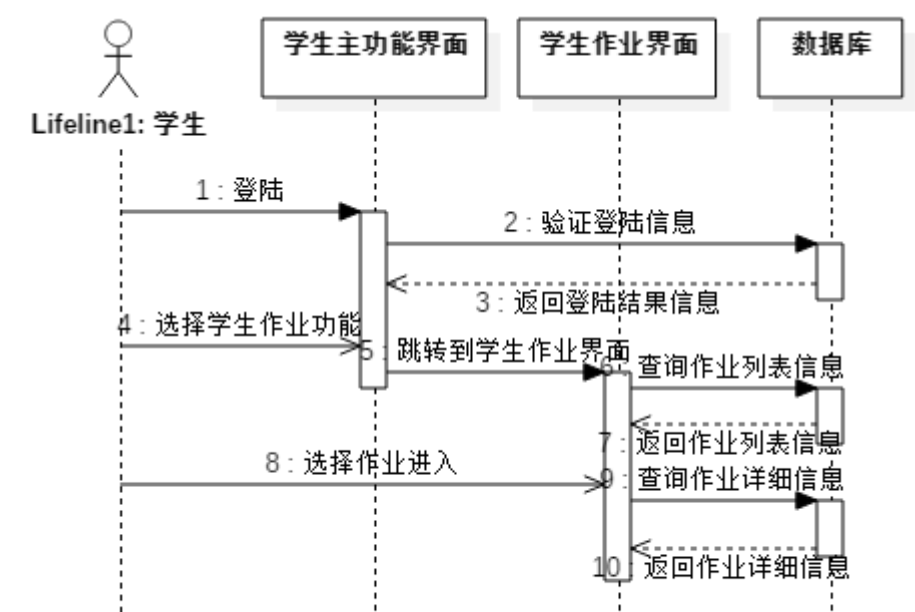 学生主功能界面
学生作业界面
数据库
Lifeline1: 学生
1 : 登陆
2 : 验证登陆信息
3 : 返回登陆结果信息
4 : 选择学生作业功能
5 : 跳转到学生作业界面
6 : 查询作业列表信息
7 : 返回作业列表信息
8 : 选择作业进入
9 : 查询作业详细信息
10 : 返回作业详细信息